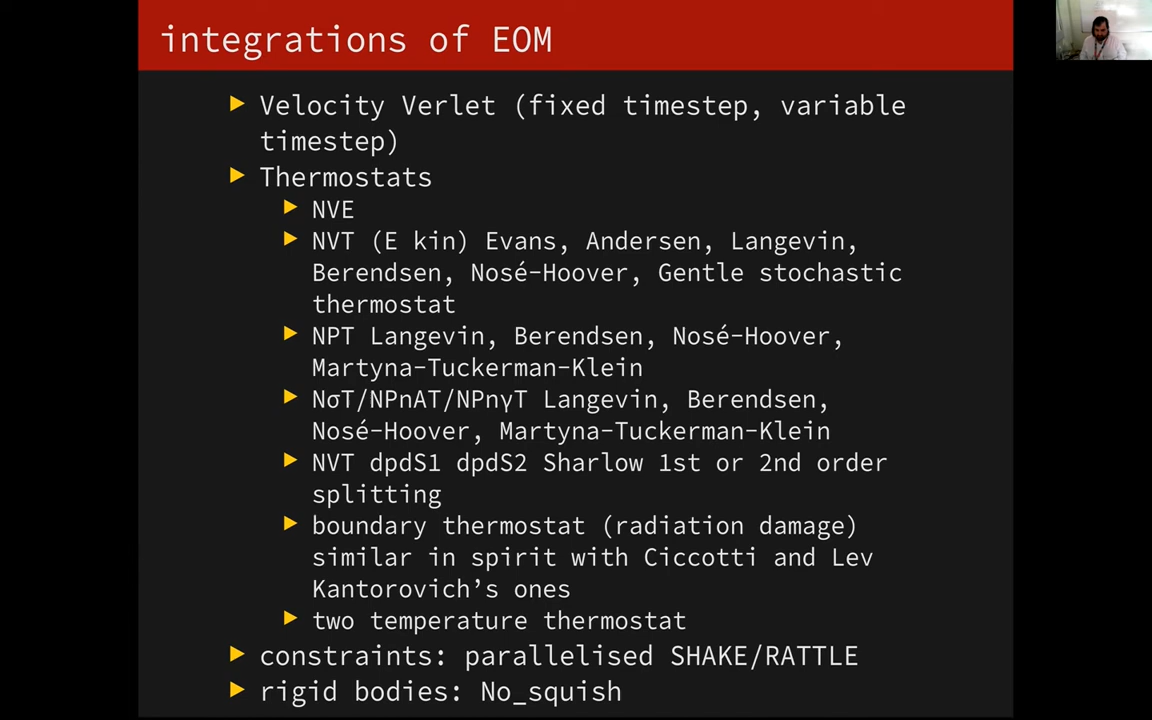 integrations of EOM
Velocity Verlet (fixed timestep, variable
timestep)
Thermostats
NVE
NVT (E kin) Evans, Andersen, Langevin,
Berendsen, Nosé-Hoover, Gentle stochastic
thermostat
NPT Langevin, Berendsen, Nosé-Hoover,
Martyna-Tuckerman-Klein
NσT/NPnAT/NPnγT Langevin, Berendsen,
Nosé-Hoover, Martyna-Tuckerman-Klein
NVT dpdS1 dpdS2 Sharlow 1st or 2nd order
splitting
boundary thermostat (radiation damage)
similar in spirit with Ciccotti and Lev
Kantorovich’s ones
two temperature thermostat
constraints: parallelised SHAKE/RATTLE
rigid bodies: No_squish